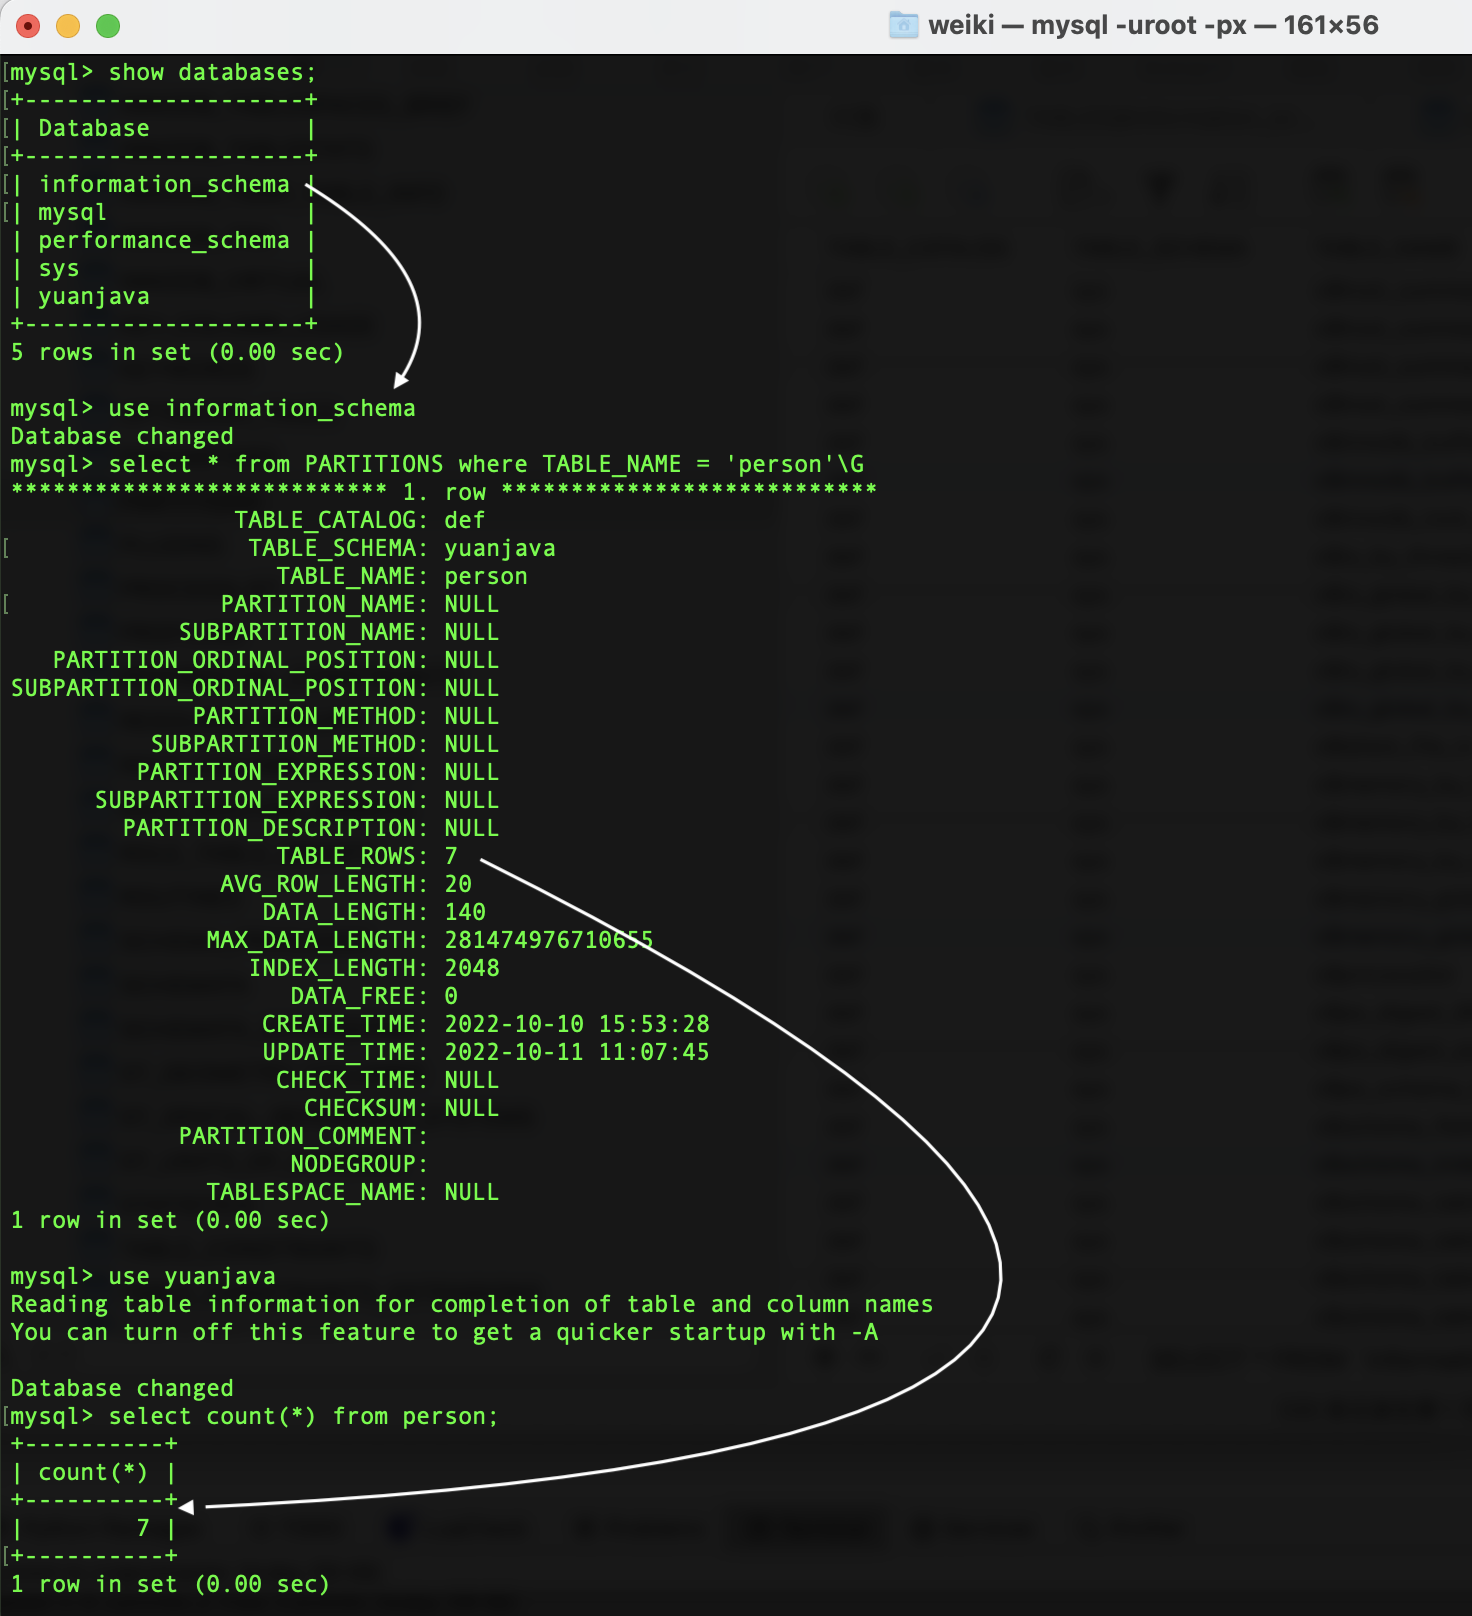 weiki — mysql -uroot -px — 161×56
mysql> show databases;
+--------------------+
| Database           |
+--------------------+
| information_schema |
| mysql              |
| performance_schema |
| sys                |
| yuanjava           |
+--------------------+
5 rows in set (0.00 sec)

mysql> use information_schema
Database changed
mysql> select * from PARTITIONS where TABLE_NAME = 'person'\G
*************************** 1. row ***************************
                TABLE_CATALOG: def
                 TABLE_SCHEMA: yuanjava
                   TABLE_NAME: person
               PARTITION_NAME: NULL
            SUBPARTITION_NAME: NULL
   PARTITION_ORDINAL_POSITION: NULL
SUBPARTITION_ORDINAL_POSITION: NULL
             PARTITION_METHOD: NULL
          SUBPARTITION_METHOD: NULL
         PARTITION_EXPRESSION: NULL
      SUBPARTITION_EXPRESSION: NULL
        PARTITION_DESCRIPTION: NULL
                   TABLE_ROWS: 7
               AVG_ROW_LENGTH: 20
                  DATA_LENGTH: 140
              MAX_DATA_LENGTH: 281474976710655
                 INDEX_LENGTH: 2048
                    DATA_FREE: 0
                  CREATE_TIME: 2022-10-10 15:53:28
                  UPDATE_TIME: 2022-10-11 11:07:45
                   CHECK_TIME: NULL
                     CHECKSUM: NULL
            PARTITION_COMMENT:
                    NODEGROUP:
              TABLESPACE_NAME: NULL
1 row in set (0.00 sec)

mysql> use yuanjava
Reading table information for completion of table and column names
You can turn off this feature to get a quicker startup with -A

Database changed
mysql> select count(*) from person;
+----------+
| count(*) |
+----------+
|        7 |
+----------+
1 row in set (0.00 sec)